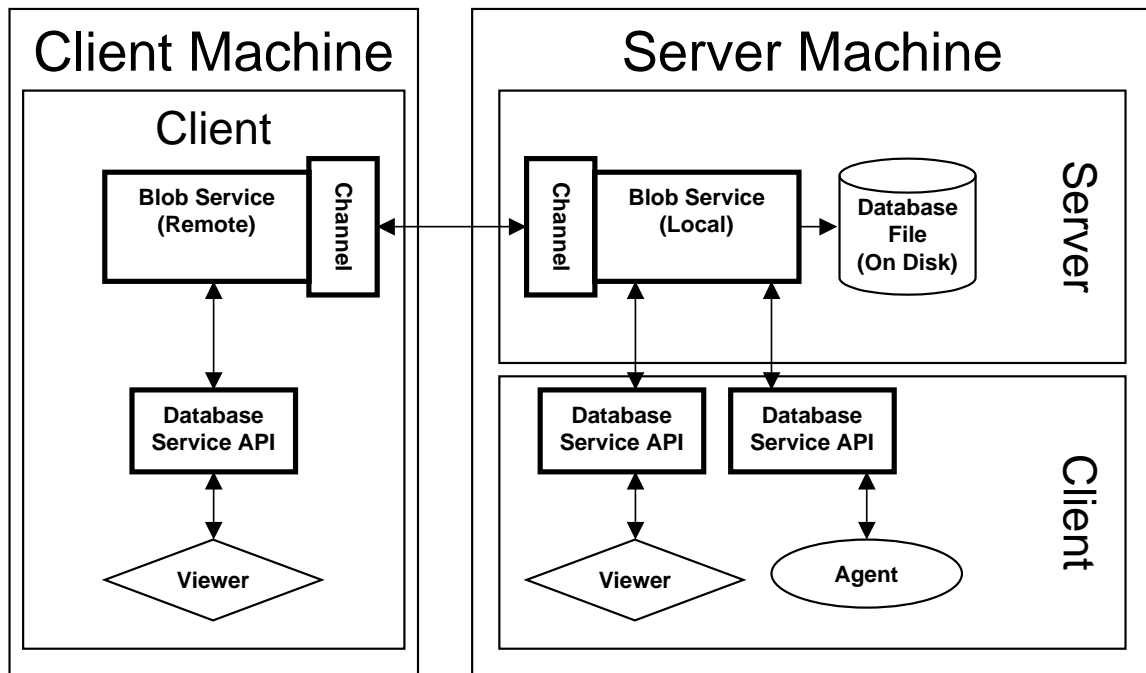 Client Machine
Client
Blob Service
(Remote)
Channel
Database
Service API
Viewer
Server Machine
Server
Channel
Blob Service
(Local)
Database
File
(On Disk)
Client
Database
Service API
Database
Service API
Viewer
Agent